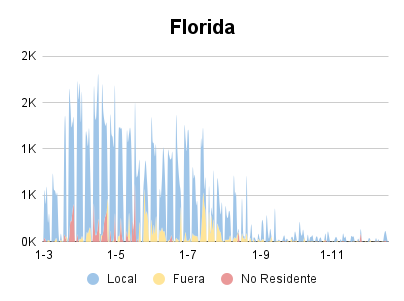 Florida
2K
2K
1K
1K
0K
1-3 1-5 1-7 1-9 1-11
Local Fuera No Residente